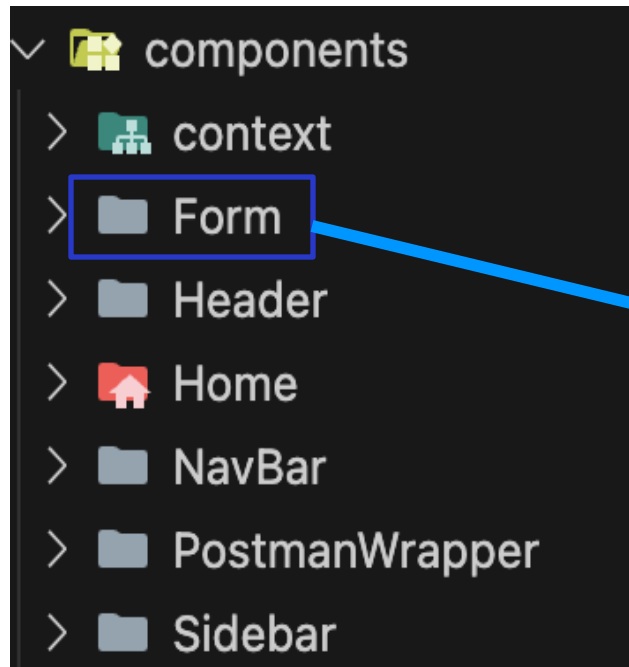 components
context
Form
Header
Home
NavBar
PostmanWrapper
Sidebar